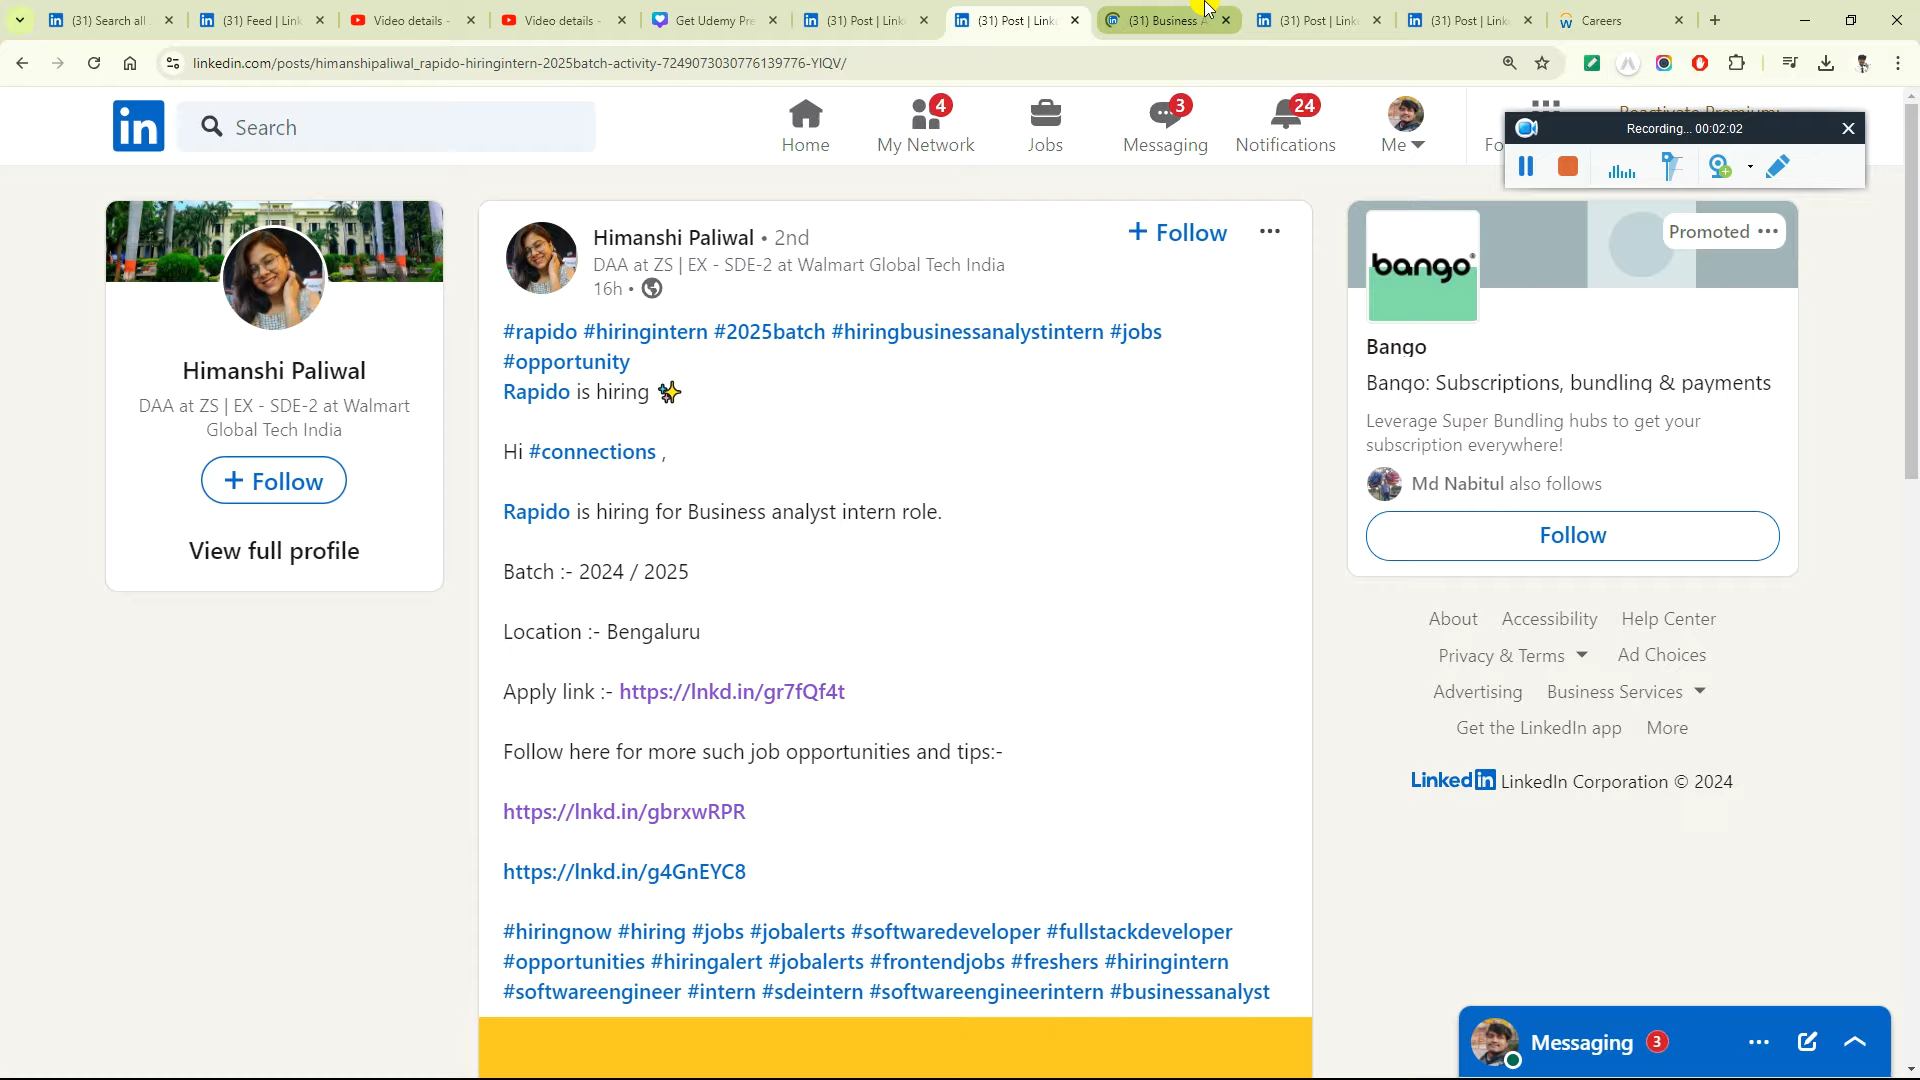 (31) Search all
(31) Feed | Link
Video details -
Video details -
Get Udemy Pre
(31) Post | Link
(31) Post | Link
(31) Business A
(31) Post | Link
(31) Post | Link
Careers
linkedin.com/posts/himanshipaliwal_rapido-hiringintern-2025batch-activity-7249073030776139776-YIQV/
in
Search
Home
4
My Network
Jobs
3
Messaging
24
Notifications
Me
Fo
Recording... 00:02:02
Himanshi Paliwal
DAA at ZS | EX - SDE-2 at Walmart
Global Tech India
+ Follow
View full profile
Himanshi Paliwal • 2nd
DAA at ZS | EX - SDE-2 at Walmart Global Tech India
16h •
+ Follow
#rapido #hiringintern #2025batch #hiringbusinessanalystintern #jobs
#opportunity
Rapido is hiring ✨
Hi #connections ,
Rapido is hiring for Business analyst intern role.
Batch :- 2024 / 2025
Location :- Bengaluru
Apply link :- https://lnkd.in/gr7fQf4t
Follow here for more such job opportunities and tips:-
https://lnkd.in/gbrxwRPR
https://lnkd.in/g4GnEYC8
#hiringnow #hiring #jobs #jobalerts #softwaredeveloper #fullstackdeveloper
#opportunities #hiringalert #jobalerts #frontendjobs #freshers #hiringintern
#softwareengineer #intern #sdeintern #softwareengineerintern #businessanalyst
Promoted
bango
Bango
Bango: Subscriptions, bundling & payments
Leverage Super Bundling hubs to get your
subscription everywhere!
Md Nabitul also follows
Follow
About Accessibility Help Center
Privacy & Terms Ad Choices
Advertising Business Services
Get the LinkedIn app More
LinkedIn LinkedIn Corporation © 2024
Messaging 3